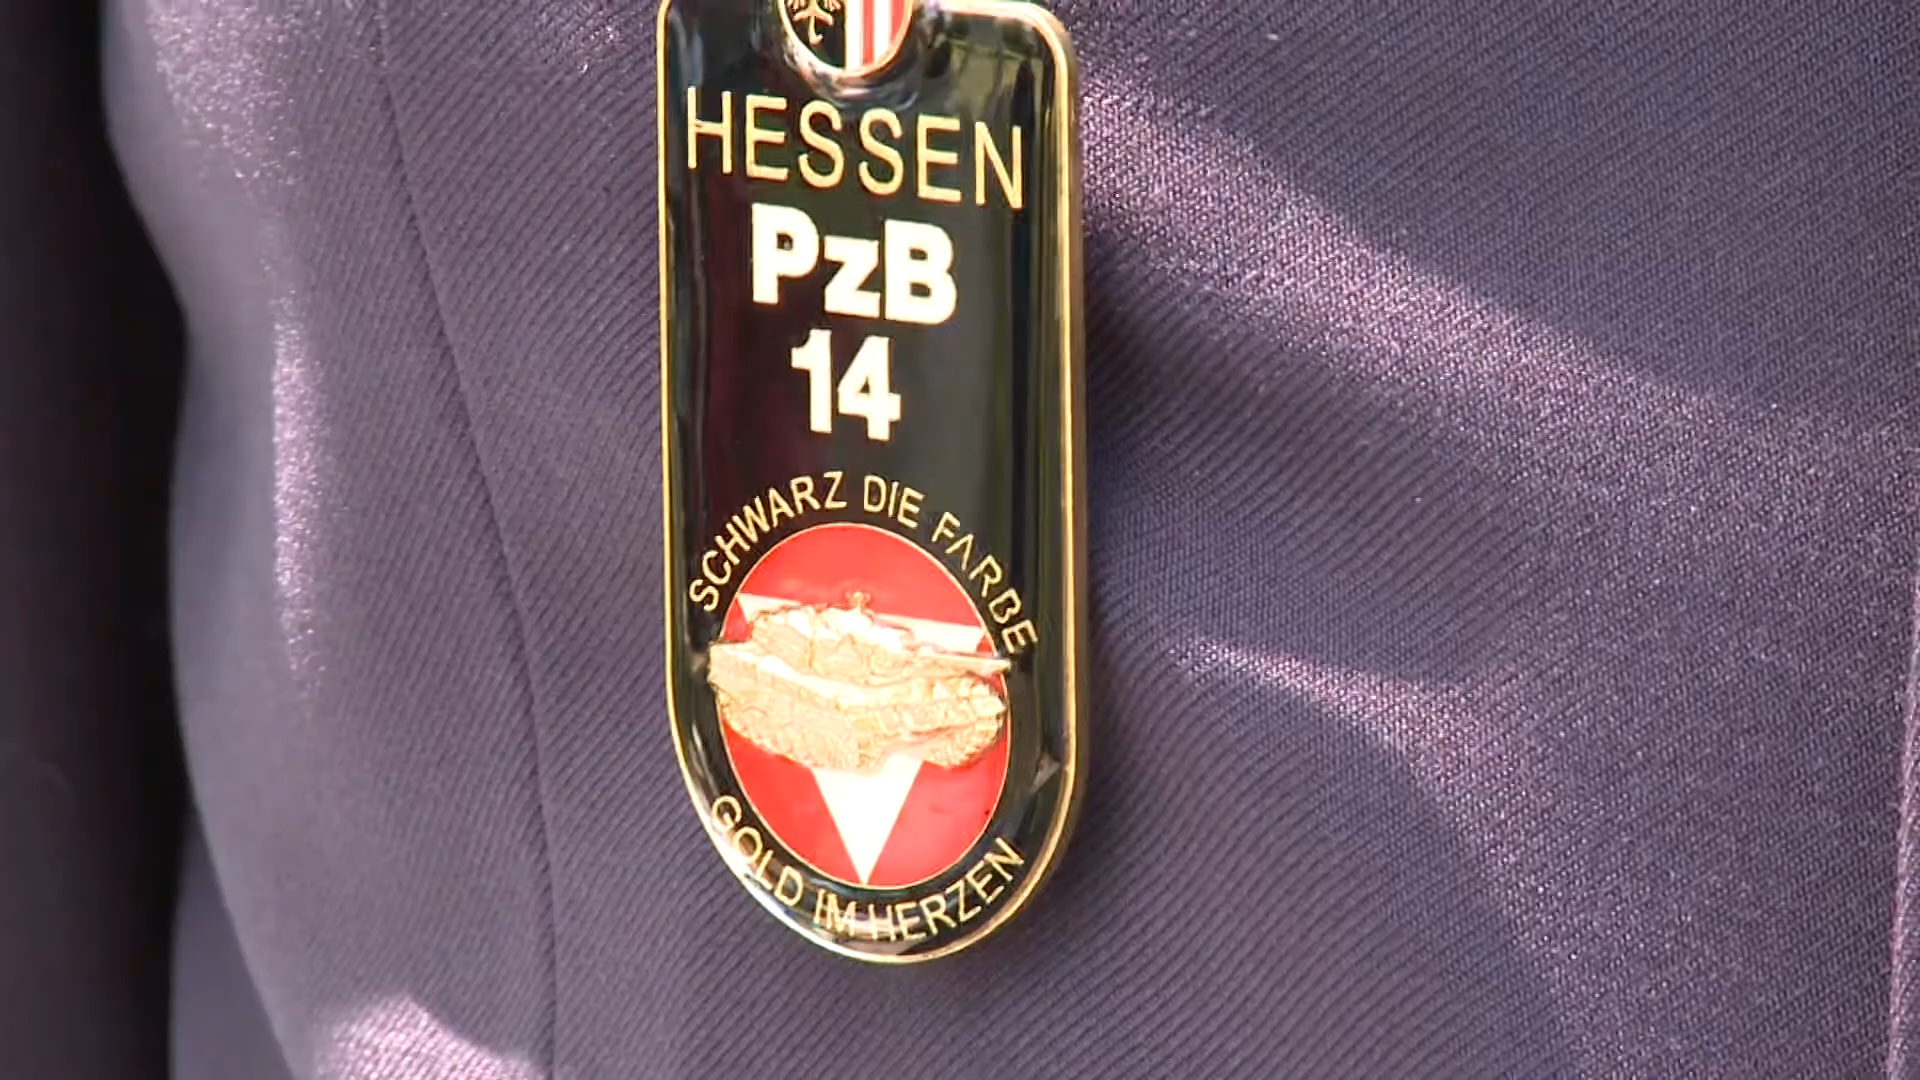 HESSEN
PzB
14
SCHWARZ DIE FARBE
GOLD IM HERZEN